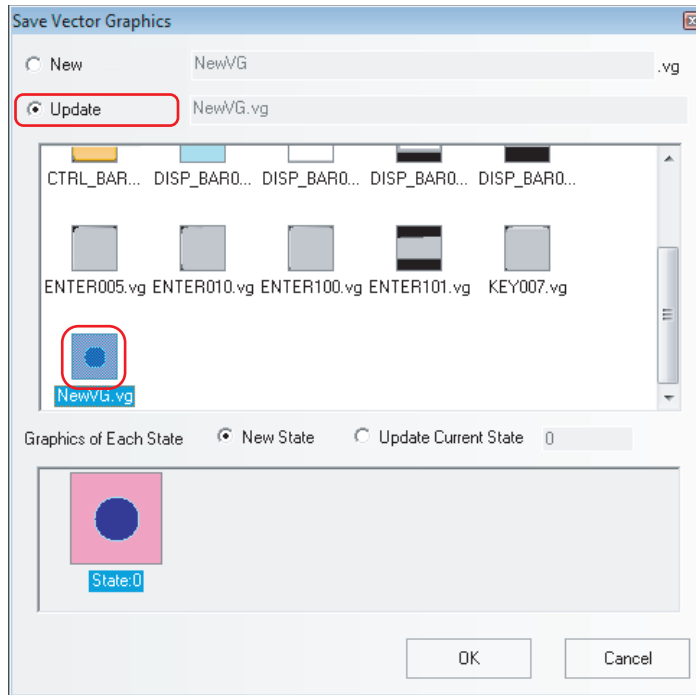 Save Vector Graphics
New NewVG .vg
Update NewVG.vg
CTRL_BAR... DISP_BAR0... DISP_BAR0... DISP_BAR0... DISP_BAR0...
ENTER005.vg ENTER010.vg ENTER100.vg ENTER101.vg KEY007.vg
NewVG.vg
Graphics of Each State New State Update Current State 0
State:0
OK Cancel